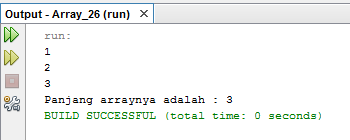 Output - Array_26 (run)
run:
1
2
3
Panjang arraynya adalah : 3
BUILD SUCCESSFUL (total time: 0 seconds)